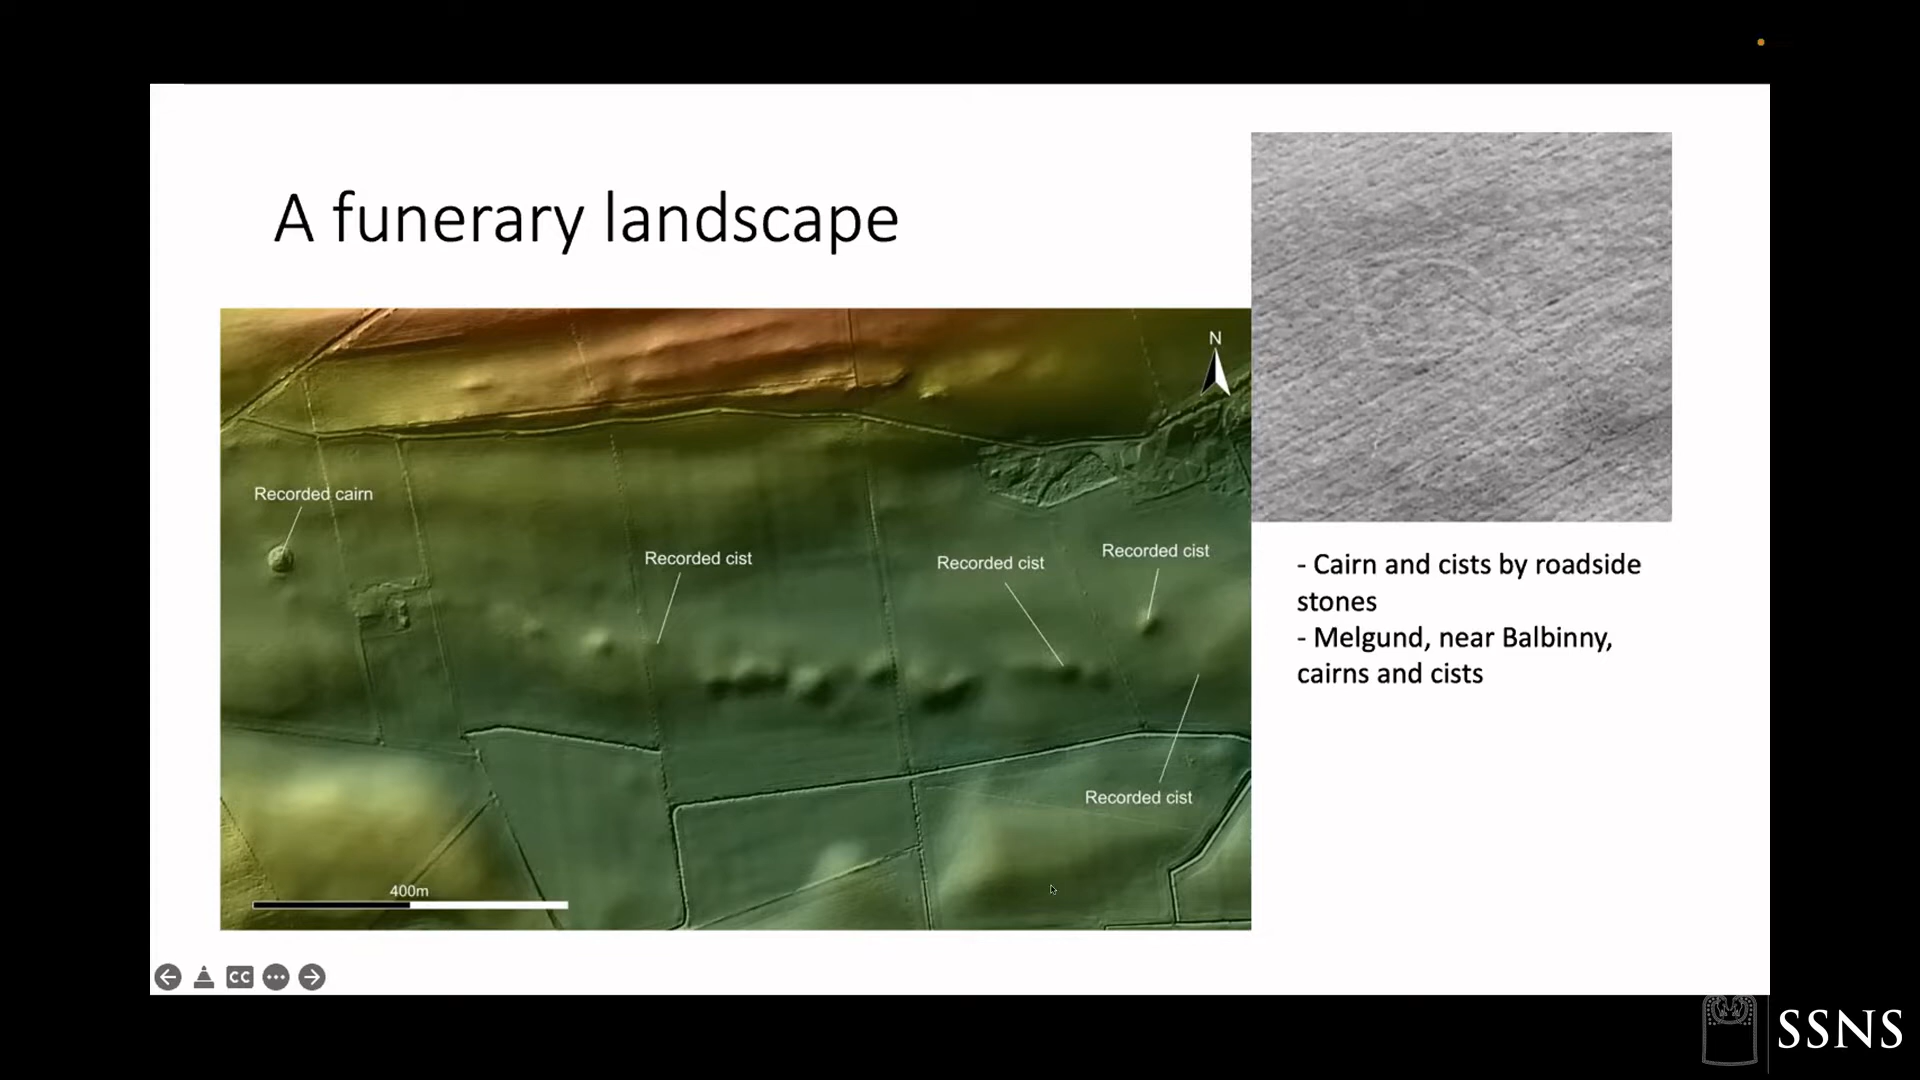 A funerary landscape
N
Recorded cairn
Recorded cist
Recorded cist
Recorded cist
Recorded cist
400m
- Cairn and cists by roadside
stones
- Melgund, near Balbinny,
cairns and cists
CC
SSNS